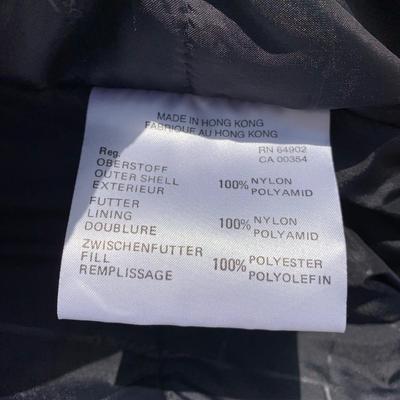 MADE IN HONG KONG
FABRIQUE AU HONG KONG
Reg. RN 64902
OBERSTOFF CA 00354
OUTER SHELL 100% NYLON
EXTERIEUR POLYAMID
FUTTER
LINING 100% NYLON
DOUBLURE POLYAMID
ZWISCHENFUTTER
FILL 100% POLYESTER
REMPLISSAGE POLYOLEFIN